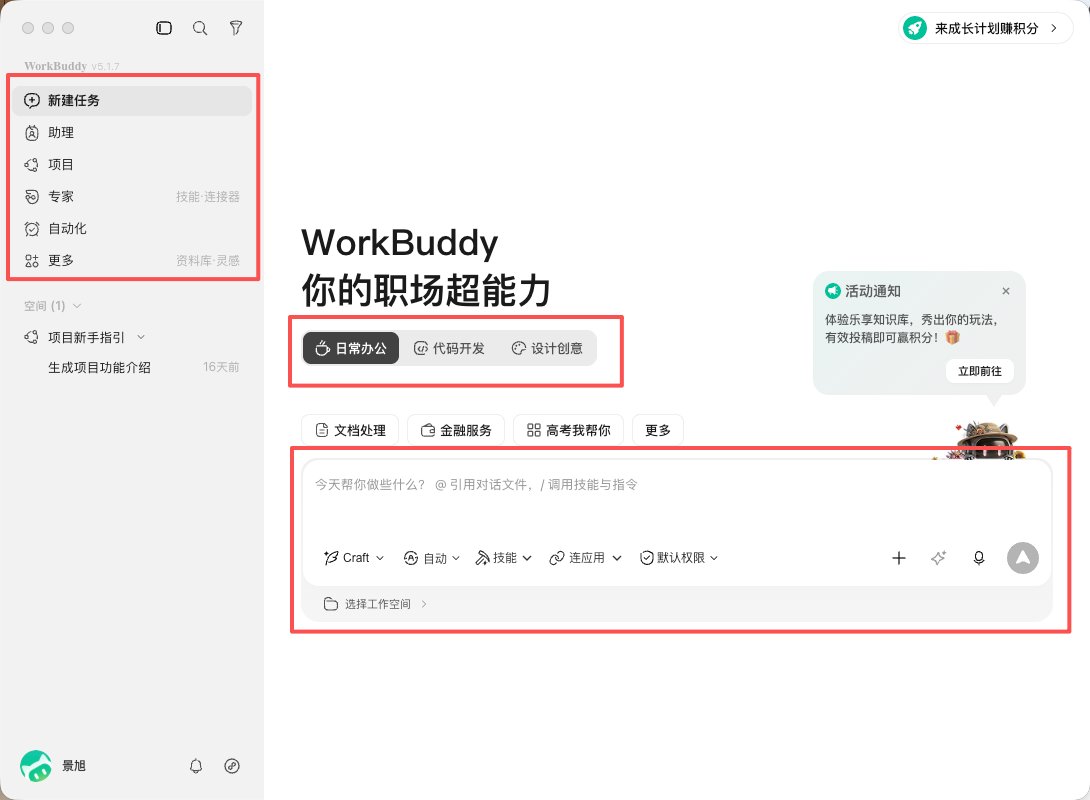 WorkBuddy v5.1.7
新建任务
助理
项目
专家 技能·连接器
自动化
更多 资料库·灵感
空间 (1)
项目新手指引
生成项目功能介绍 16天前
景旭
来成长计划赚积分
WorkBuddy
你的职场超能力
日常办公 代码开发 设计创意
活动通知
体验乐享知识库，秀出你的玩法，
有效投稿即可赢积分！
立即前往
文档处理 金融服务 高考我帮你 更多
今天帮你做些什么？ @ 引用对话文件，/ 调用技能与指令
Craft 自动 技能 连应用 默认权限
选择工作空间